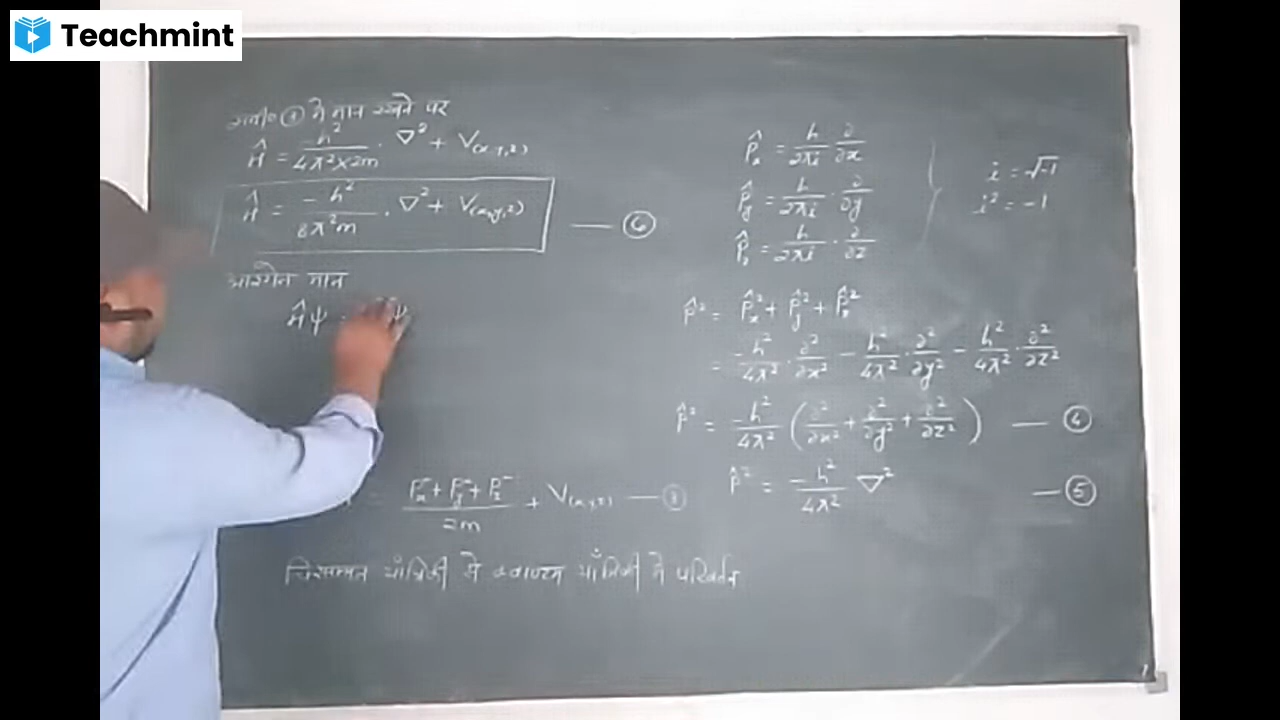 Teachmint
समी० ① में मान रखने पर
Ĥ = -h²/4π²×2m . ∇² + V(x,y,z)
Ĥ = -h²/8π²m . ∇² + V(x,y,z) — ⑥
मान
Ĥψ = ψ
Px² + Py² + Pz² / 2m + V(x,y,z)
चिरसम्मत याँत्रिकी से क्वाण्टम याँत्रिकी में परिवर्तन
P̂x = h/2πi ∂/∂x
P̂y = h/2πi . ∂/∂y
P̂z = h/2πi . ∂/∂z
i = √-1
i² = -1
P̂² = P̂x² + P̂y² + P̂z²
= -h²/4π² . ∂²/∂x² - h²/4π² . ∂²/∂y² - h²/4π² . ∂²/∂z²
P̂² = -h²/4π² (∂²/∂x² + ∂²/∂y² + ∂²/∂z²) — ④
P̂² = -h²/4π² ∇² — ⑤